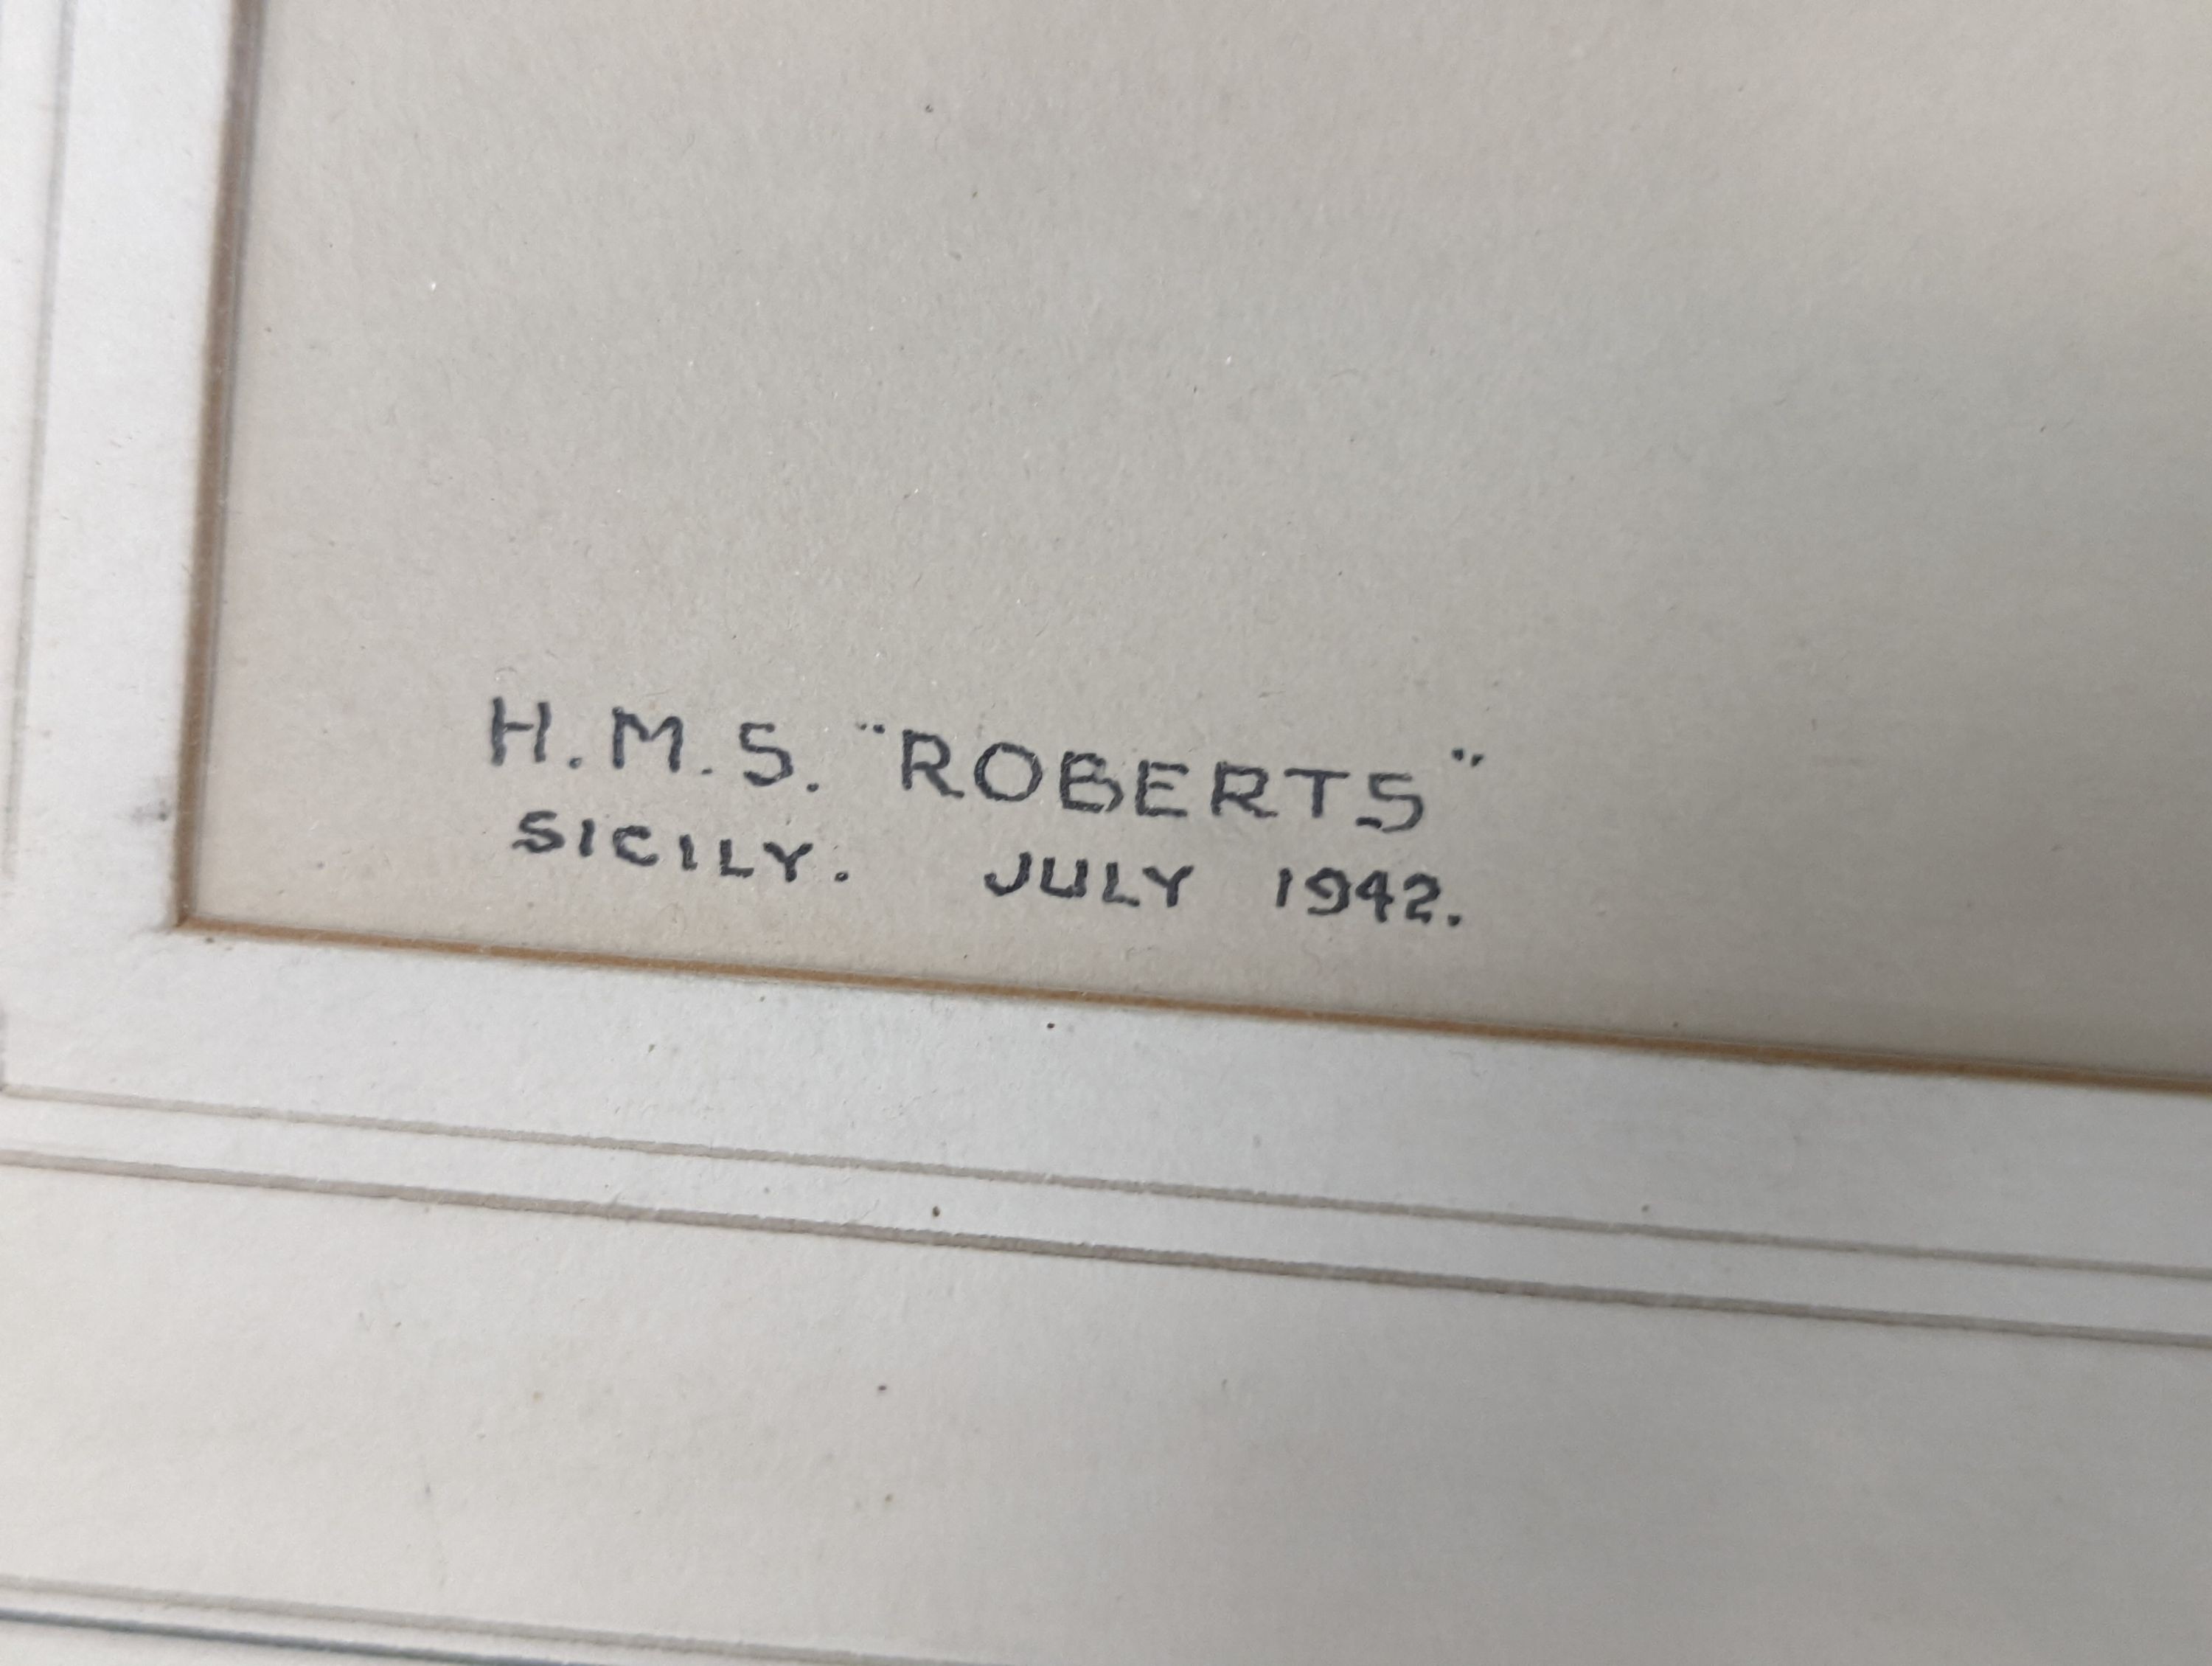 H.M.S. "ROBERTS"
SICILY. JULY 1942.